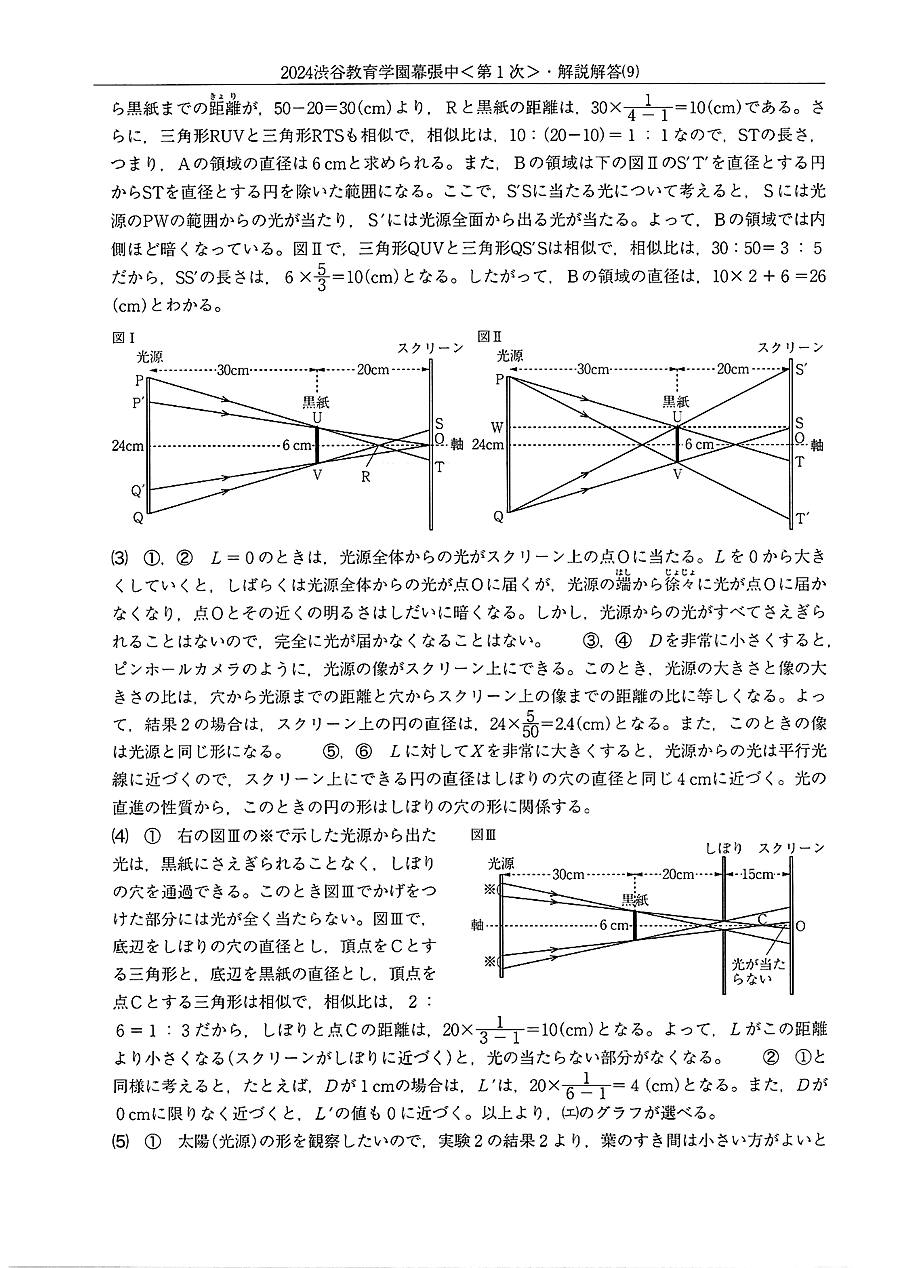 2024渋谷教育学園幕張中<第1次>・解説解答(9)
ら黒紙までの距離が，50−20=30(cm)より，Rと黒紙の距離は，30×1/(4−1)=10(cm)である。さ
らに，三角形RUVと三角形RTSも相似で，相似比は，10：(20−10)=1：1なので，STの長さ，
つまり，Aの領域の直径は6cmと求められる。また，Bの領域は下の図ⅡのS′T′を直径とする円
からSTを直径とする円を除いた範囲になる。ここで，S′Sに当たる光について考えると，Sには光
源のPWの範囲からの光が当たり，S′には光源全面から出る光が当たる。よって，Bの領域では内
側ほど暗くなっている。図Ⅱで，三角形QUVと三角形QS′Sは相似で，相似比は，30：50=3：5
だから，SS′の長さは，6×5/3=10(cm)となる。したがって，Bの領域の直径は，10×2+6=26
(cm)とわかる。
図Ⅰ
光源
スクリーン
30cm
20cm
P
P′
黒紙
U
S
24cm
6cm
O
軸
V
R
T
Q′
Q
図Ⅱ
光源
スクリーン
30cm
20cm
S′
P
黒紙
U
W
S
24cm
6cm
O
軸
V
T
Q
T′
(3) ①，② L=0のときは，光源全体からの光がスクリーン上の点Oに当たる。Lを0から大き
くしていくと，しばらくは光源全体からの光が点Oに届くが，光源の端から徐々に光が点Oに届か
なくなり，点Oとその近くの明るさはしだいに暗くなる。しかし，光源からの光がすべてさえぎら
れることはないので，完全に光が届かなくなることはない。 ③，④ Dを非常に小さくすると，
ピンホールカメラのように，光源の像がスクリーン上にできる。このとき，光源の大きさと像の大
きさの比は，穴から光源までの距離と穴からスクリーン上の像までの距離の比に等しくなる。よっ
て，結果2の場合は，スクリーン上の円の直径は，24×5/50=2.4(cm)となる。また，このときの像
は光源と同じ形になる。 ⑤，⑥ Lに対してXを非常に大きくすると，光源からの光は平行光
線に近づくので，スクリーン上にできる円の直径はしぼりの穴の直径と同じ4cmに近づく。光の
直進の性質から，このときの円の形はしぼりの穴の形に関係する。
(4) ① 右の図Ⅲの※で示した光源から出た
光は，黒紙にさえぎられることなく，しぼり
の穴を通過できる。このとき図Ⅲでかげをつ
けた部分には光が全く当たらない。図Ⅲで，
底辺をしぼりの穴の直径とし，頂点をCとす
る三角形と，底辺を黒紙の直径とし，頂点を
点Cとする三角形は相似で，相似比は，2：
図Ⅲ
しぼり スクリーン
光源
30cm
20cm
15cm
※
黒紙
軸
6cm
C
O
※
光が当た
らない
6=1：3だから，しぼりと点Cの距離は，20×1/(3−1)=10(cm)となる。よって，Lがこの距離
より小さくなる(スクリーンがしぼりに近づく)と，光の当たらない部分がなくなる。 ② ①と
同様に考えると，たとえば，Dが1cmの場合は，L′は，20×1/(6−1)=4(cm)となる。また，Dが
0cmに限りなく近づくと，L′の値も0に近づく。以上より，(エ)のグラフが選べる。
(5) ① 太陽(光源)の形を観察したいので，実験2の結果2より，葉のすき間は小さい方がよいと